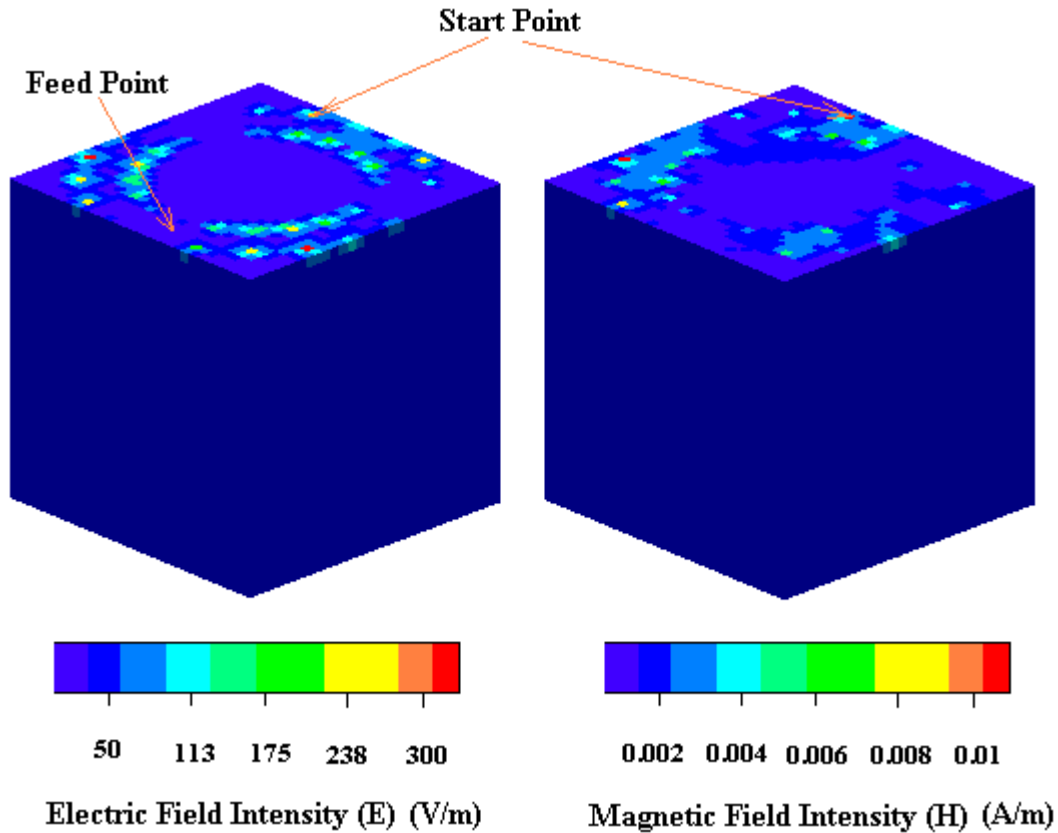 Start Point
Feed Point
50 113 175 238 300
0.002 0.004 0.006 0.008 0.01
Electric Field Intensity (E) (V/m)
Magnetic Field Intensity (H) (A/m)